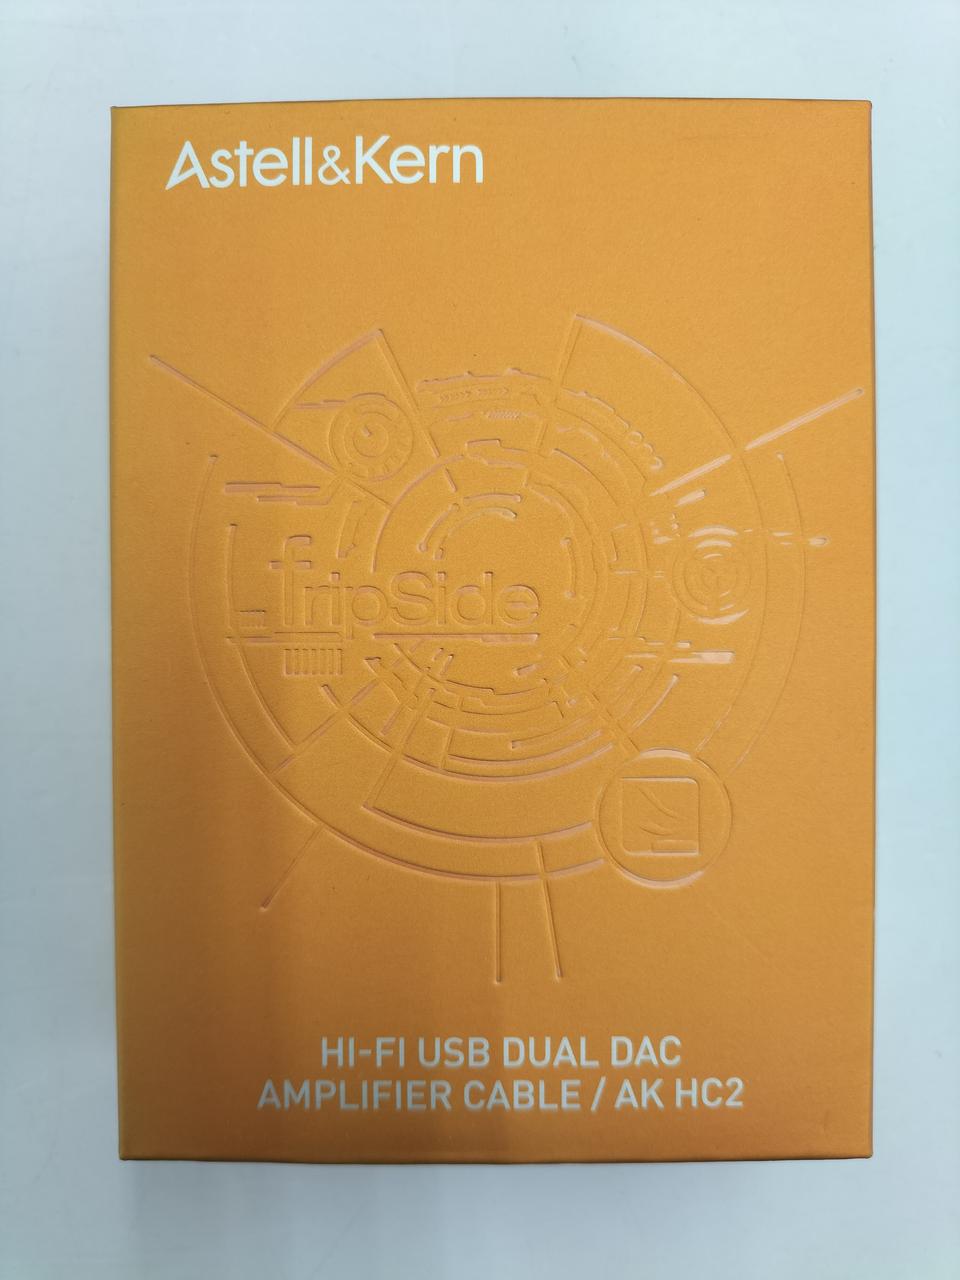 Astell&Kern
fripSide
HI-FI USB DUAL DAC
AMPLIFIER CABLE / AK HC2